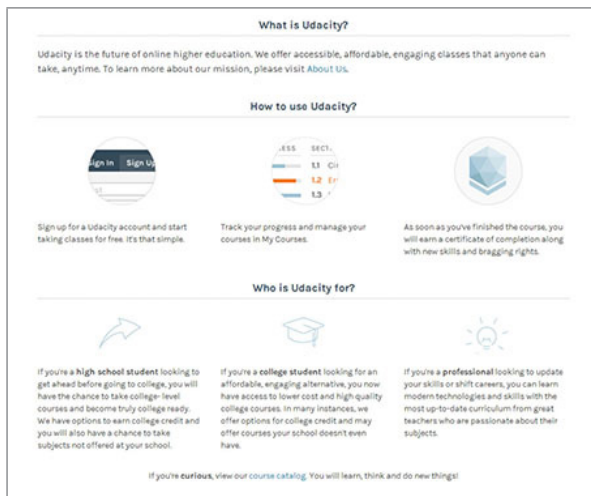 What is Udacity?
Udacity is the future of online higher education. We offer accessible, affordable, engaging classes that anyone can
take, anytime. To learn more about our mission, please visit About Us.
How to use Udacity?
Sign In Sign Up
ESS SECT
1.1
1.2
1.3
Sign up for a Udacity account and start
taking classes for free. It's that simple.
Track your progress and manage your
courses in My Courses.
As soon as you've finished the course, you
will earn a certificate of completion along
with new skills and bragging rights.
Who is Udacity for?
If you're a high school student looking to
get ahead before going to college, you will
have the chance to take college- level
courses and become truly college ready.
We have options to earn college credit and
you will also have a chance to take
subjects not offered at your school.
If you're a college student looking for an
affordable, engaging alternative, you now
have access to lower cost and high quality
college courses. In many instances, we
offer options for college credit and may
offer courses your school doesn't even
have.
If you're a professional looking to update
your skills or shift careers, you can learn
modern technologies and skills with the
most up-to-date curriculum from great
teachers who are passionate about their
subjects.
If you're curious, view our course catalog. You will learn, think and do new things!